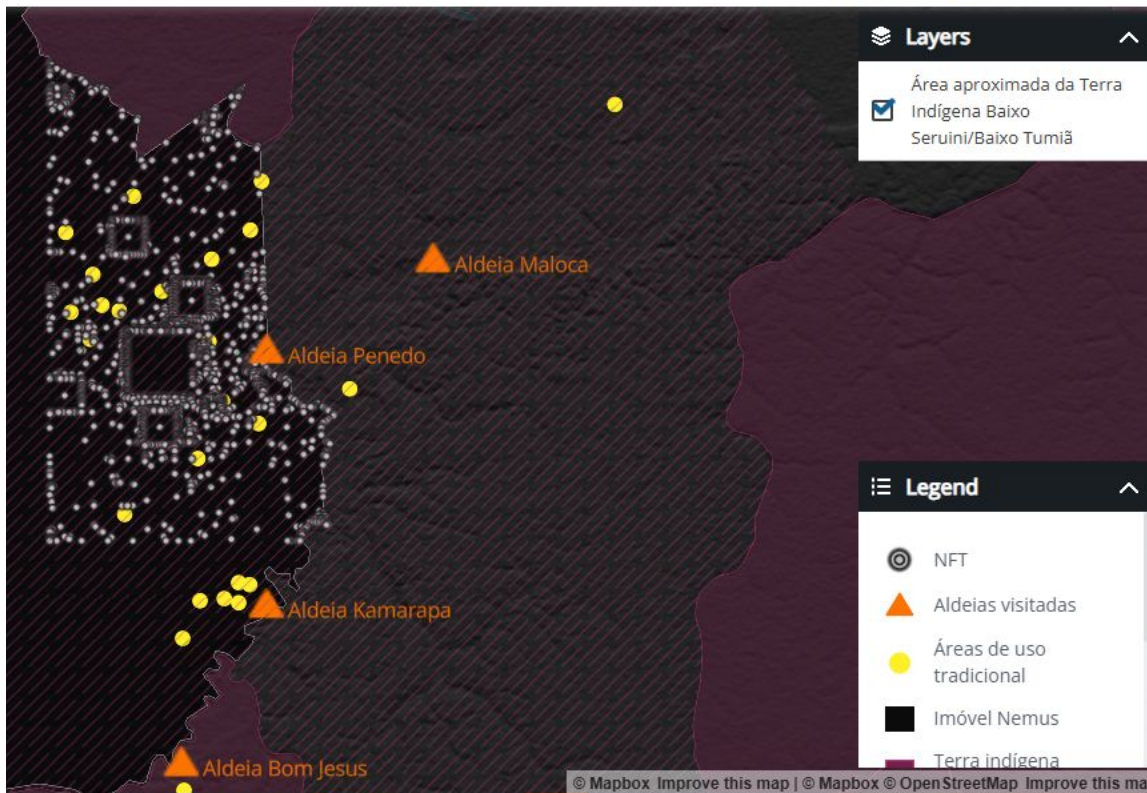 Layers
Área aproximada da Terra
Indígena Baixo
Seruini/Baixo Tumiã
Aldeia Maloca
Aldeia Penedo
Aldeia Kamarapa
Aldeia Bom Jesus
Legend
NFT
Aldeias visitadas
Áreas de uso
tradicional
Imóvel Nemus
Terra indígena
© Mapbox Improve this map | © Mapbox © OpenStreetMap Improve this ma